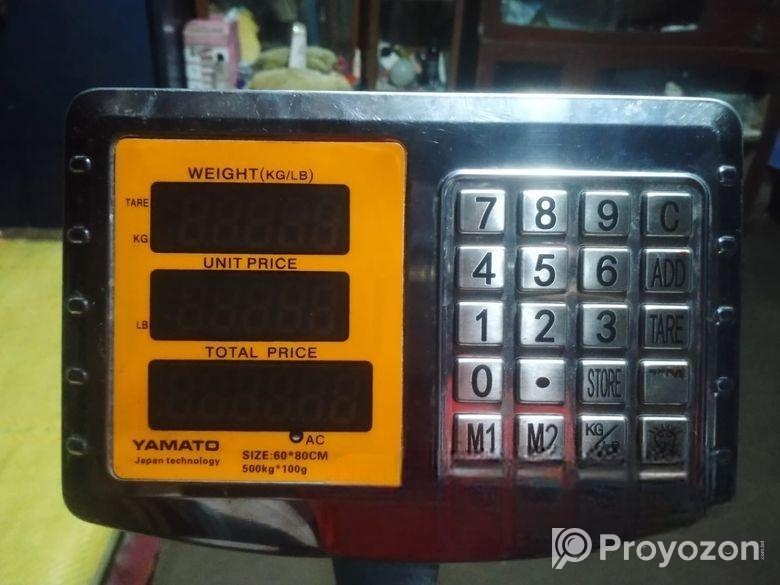 WEIGHT(KG/LB)
TARE
KG
UNIT PRICE
LB
TOTAL PRICE
AC
YAMATO
Japan technology
SIZE:60*80CM
500kg*100g
7 8 9 C
4 5 6 ADD
1 2 3 TARE
0 • STORE
M1 M2 KG
Proyozon